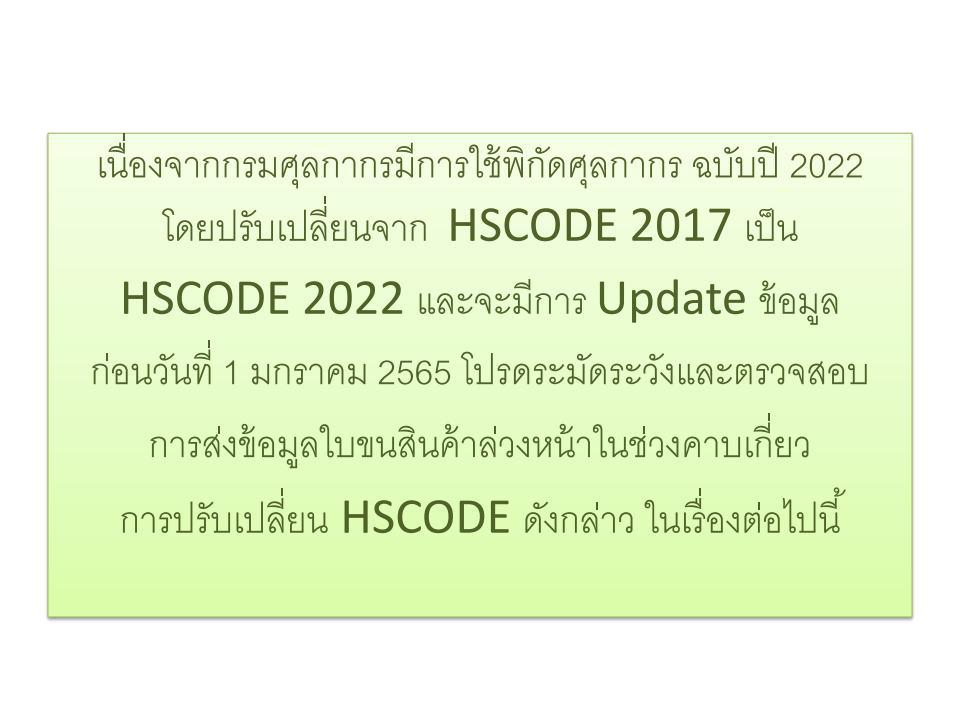 เนื่องจากกรมศุลกากรมีการใช้พิกัดศุลกากร ฉบับปี 2022
โดยปรับเปลี่ยนจาก HSCODE 2017 เป็น
HSCODE 2022 และจะมีการ Update ข้อมูล
ก่อนวันที่ 1 มกราคม 2565 โปรดระมัดระวังและตรวจสอบ
การส่งข้อมูลใบขนสินค้าล่วงหน้าในช่วงคาบเกี่ยว
การปรับเปลี่ยน HSCODE ดังกล่าว ในเรื่องต่อไปนี้